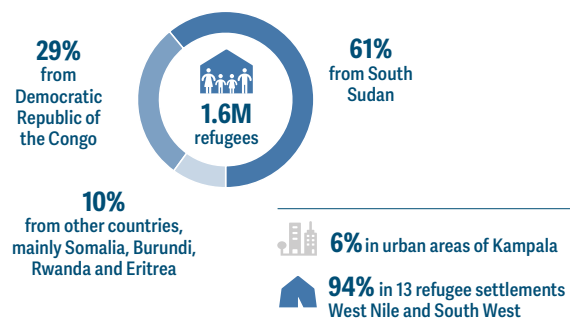 29%
from
Democratic
Republic of
the Congo
1.6M
refugees
61%
from South
Sudan
10%
from other countries,
mainly Somalia, Burundi,
Rwanda and Eritrea
6% in urban areas of Kampala
94% in 13 refugee settlements
West Nile and South West